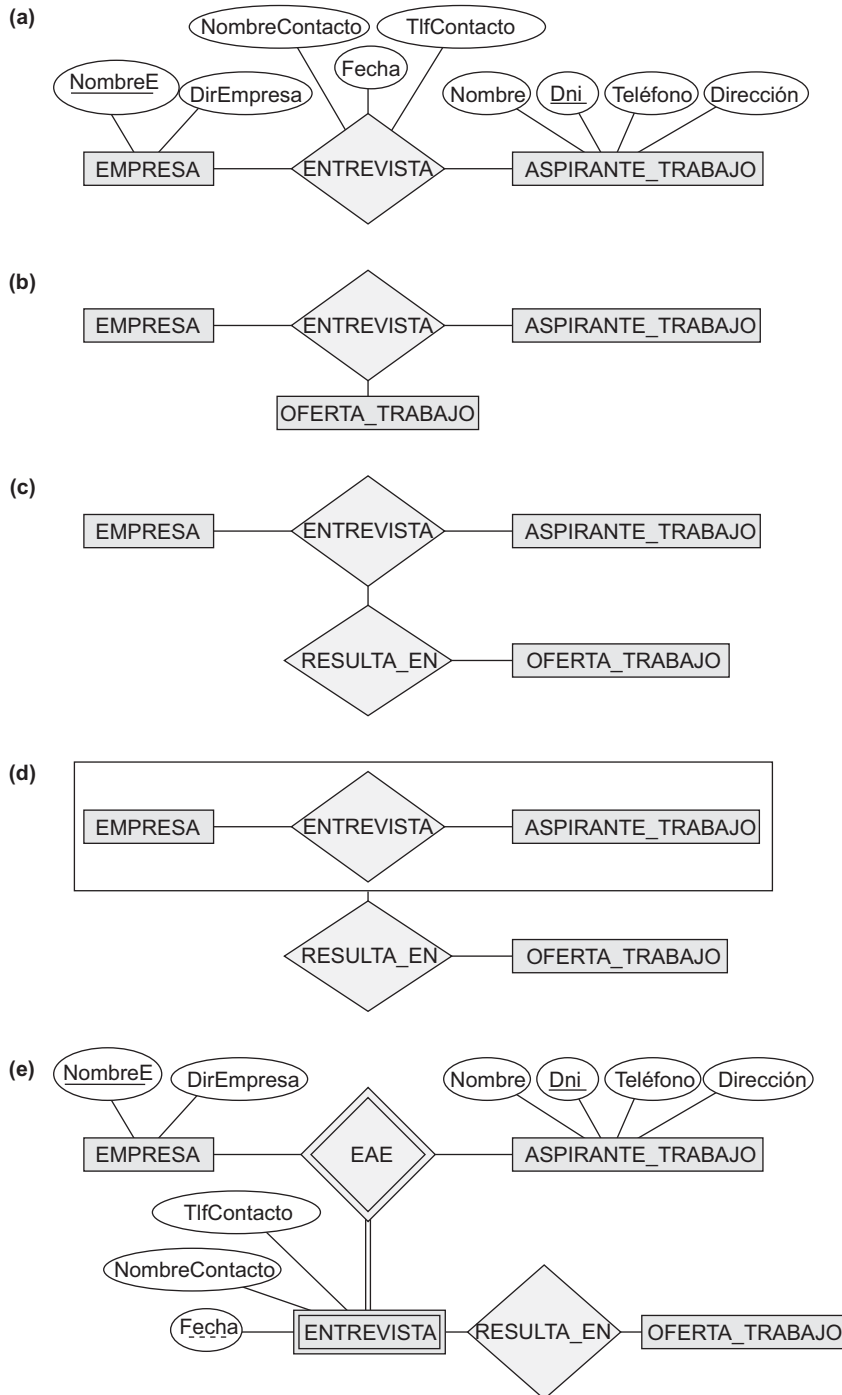 (a)
NombreContacto TlfContacto
Fecha
NombreE DirEmpresa Nombre Dni Teléfono Dirección
EMPRESA ENTREVISTA ASPIRANTE_TRABAJO
(b)
EMPRESA ENTREVISTA ASPIRANTE_TRABAJO
OFERTA_TRABAJO
(c)
EMPRESA ENTREVISTA ASPIRANTE_TRABAJO
RESULTA_EN OFERTA_TRABAJO
(d)
EMPRESA ENTREVISTA ASPIRANTE_TRABAJO
RESULTA_EN OFERTA_TRABAJO
(e)
NombreE DirEmpresa Nombre Dni Teléfono Dirección
EMPRESA EAE ASPIRANTE_TRABAJO
TlfContacto
NombreContacto
Fecha ENTREVISTA RESULTA_EN OFERTA_TRABAJO